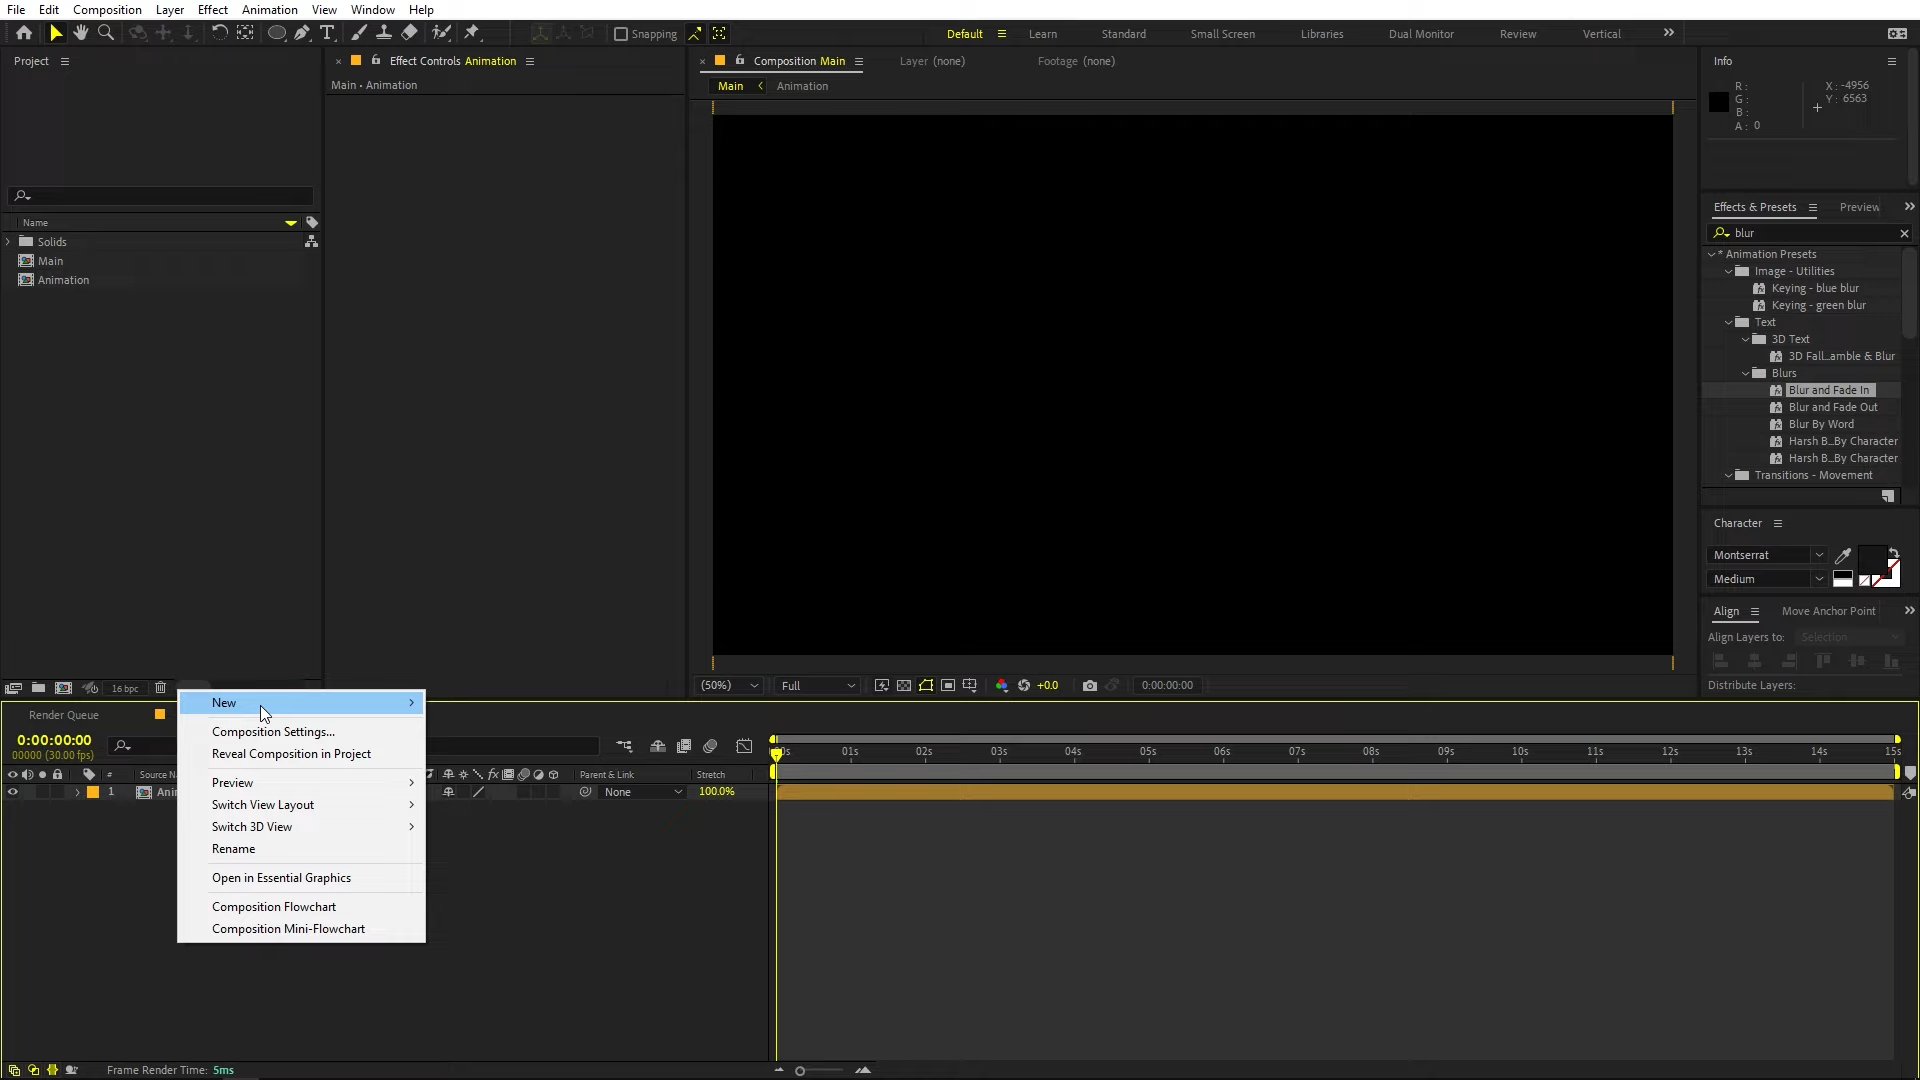 File Edit Composition Layer Effect Animation View Window Help
Snapping Default Learn Standard Small Screen Libraries Dual Monitor Review Vertical
Project
Effect Controls Animation
Main • Animation
Composition Main
Layer (none)
Footage (none)
Main
Animation
Info
R :
G :
B :
A : 0
X : -4956
Y : 6563
Name
Solids
Main
Animation
Effects & Presets
Preview
blur
* Animation Presets
Image - Utilities
Keying - blue blur
Keying - green blur
Text
3D Text
3D Fall...amble & Blur
Blurs
Blur and Fade In
Blur and Fade Out
Blur By Word
Harsh B...By Character
Harsh B...By Character
Transitions - Movement
Character
Montserrat
Medium
Align
Move Anchor Point
Align Layers to: Selection
Distribute Layers:
16 bpc
(50%)
Full
+0.0
0:00:00:00
Render Queue
0:00:00:00
00000 (30.00 fps)
# Source Na
Parent & Link
Stretch
1 Ani
None
100.0%
01s 02s 03s 04s 05s 06s 07s 08s 09s 10s 11s 12s 13s 14s 15s
New
Composition Settings...
Reveal Composition in Project
Preview
Switch View Layout
Switch 3D View
Rename
Open in Essential Graphics
Composition Flowchart
Composition Mini-Flowchart
Frame Render Time: 5ms